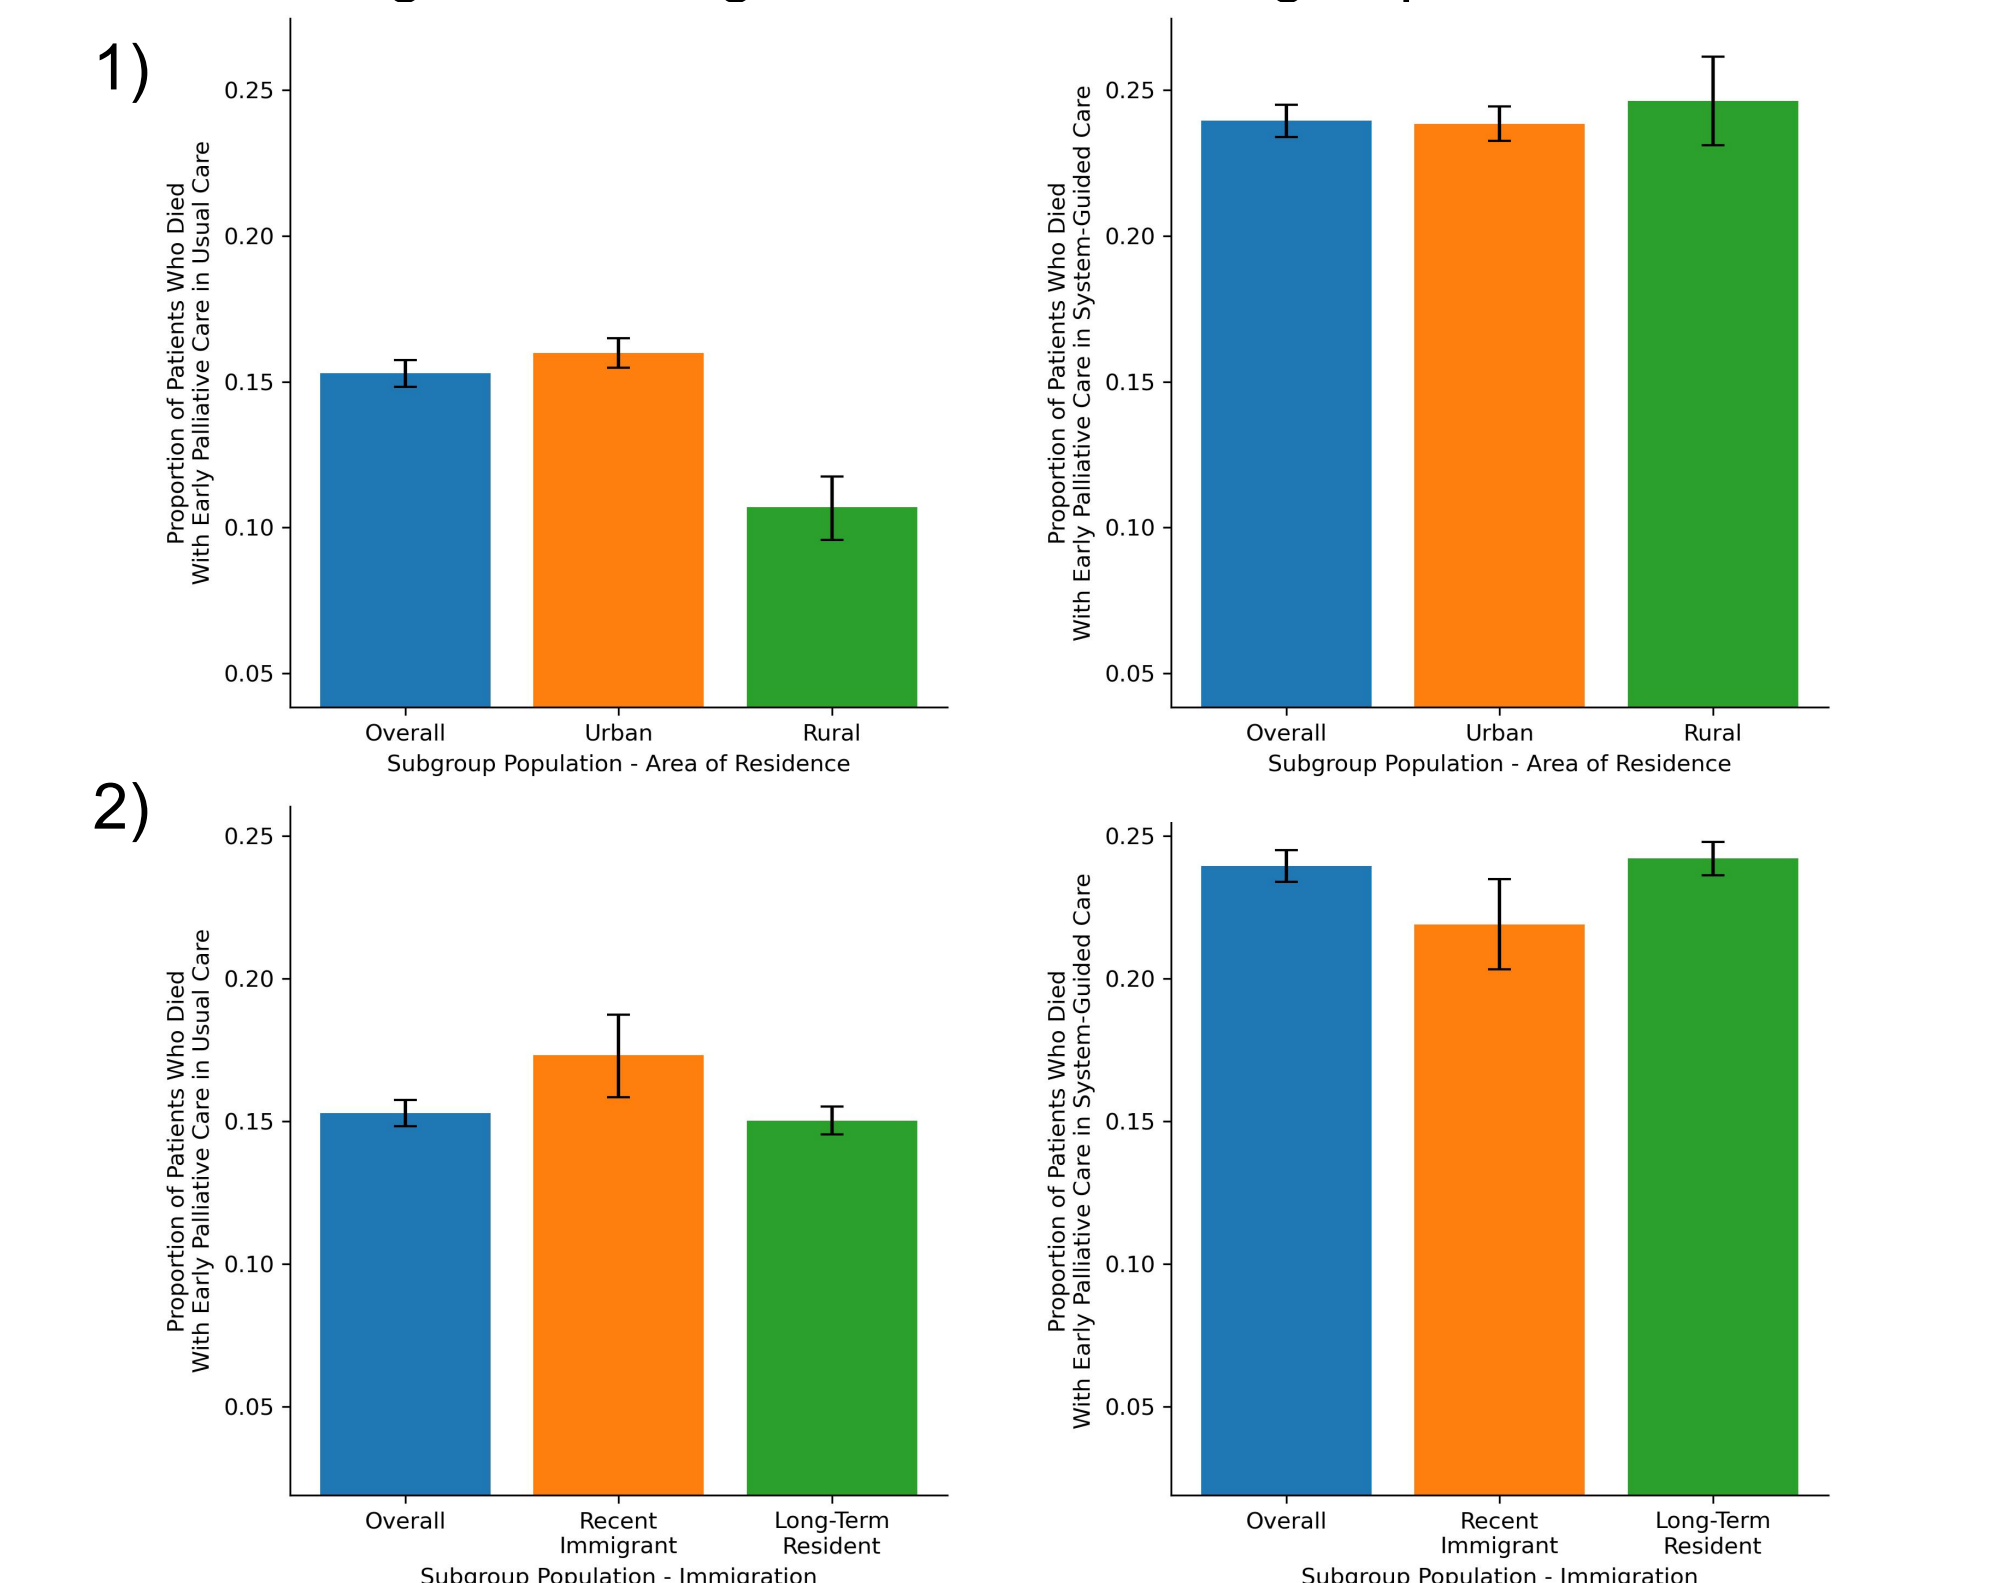 1)
Proportion of Patients Who Died
With Early Palliative Care in Usual Care
0.25
0.20
0.15
0.10
0.05
Overall
Urban
Rural
Subgroup Population - Area of Residence
Proportion of Patients Who Died
With Early Palliative Care in System-Guided Care
0.25
0.20
0.15
0.10
0.05
Overall
Urban
Rural
Subgroup Population - Area of Residence
2)
Proportion of Patients Who Died
With Early Palliative Care in Usual Care
0.25
0.20
0.15
0.10
0.05
Overall
Recent
Immigrant
Long-Term
Resident
Subgroup Population - Immigration
Proportion of Patients Who Died
With Early Palliative Care in System-Guided Care
0.25
0.20
0.15
0.10
0.05
Overall
Recent
Immigrant
Long-Term
Resident
Subgroup Population - Immigration